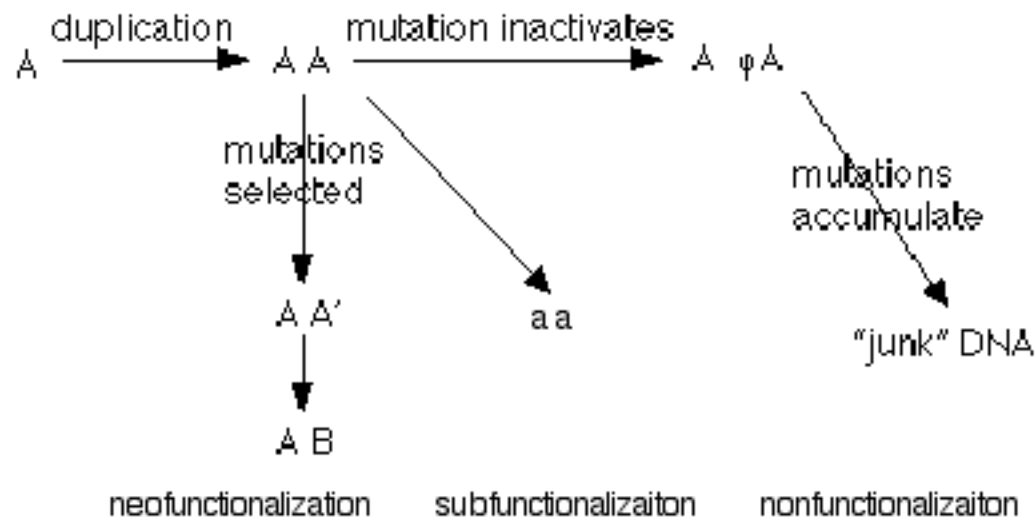 duplication
mutation inactivates
A
A A
A φA
mutations
selected
mutations
accumulate
A A'
a a
"junk" DNA
A B
neofunctionalization
subfunctionalizaiton
nonfunctionalizaiton